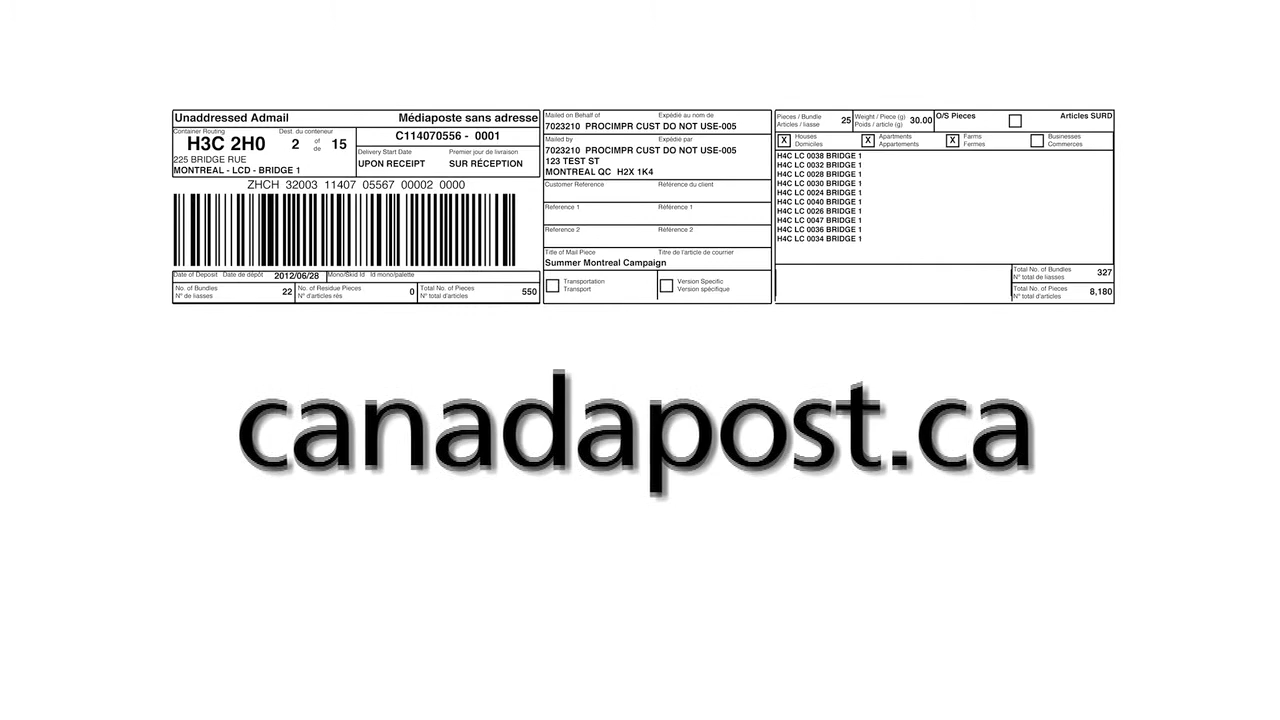 Unaddressed Admail Médiaposte sans adresse
Container Routing Dest. du conteneur
H3C 2H0 2 of de 15
225 BRIDGE RUE
MONTREAL - LCD - BRIDGE 1
C114070556 - 0001
Delivery Start Date Premier jour de livraison
UPON RECEIPT SUR RÉCEPTION
ZHCH 32003 11407 05567 00002 0000
Date of Deposit Date de dépôt 2012/06/28 Mono/Skid Id Id mono/palette
No. of Bundles 22 No. of Residue Pieces 0 Total No. of Pieces 550
Nº de liasses Nº d'articles rés Nº total d'articles
Mailed on Behalf of Expédié au nom de
7023210 PROCIMPR CUST DO NOT USE-005
Mailed by Expédié par
7023210 PROCIMPR CUST DO NOT USE-005
123 TEST ST
MONTREAL QC H2X 1K4
Customer Reference Référence du client
Reference 1 Référence 1
Reference 2 Référence 2
Title of Mail Piece Titre de l'article de courrier
Summer Montreal Campaign
Transportation Version Specific
Transport Version spécifique
Pieces / Bundle 25 Weight / Piece (g) 30.00 O/S Pieces Articles SURD
Articles / liasse Poids / article (g)
X Houses X Apartments X Farms Businesses
Domiciles Appartements Fermes Commerces
H4C LC 0038 BRIDGE 1
H4C LC 0032 BRIDGE 1
H4C LC 0028 BRIDGE 1
H4C LC 0030 BRIDGE 1
H4C LC 0024 BRIDGE 1
H4C LC 0040 BRIDGE 1
H4C LC 0026 BRIDGE 1
H4C LC 0047 BRIDGE 1
H4C LC 0036 BRIDGE 1
H4C LC 0034 BRIDGE 1
Total No. of Bundles 327
Nº total de liasses
Total No. of Pieces 8,180
Nº total d'articles
canadapost.ca